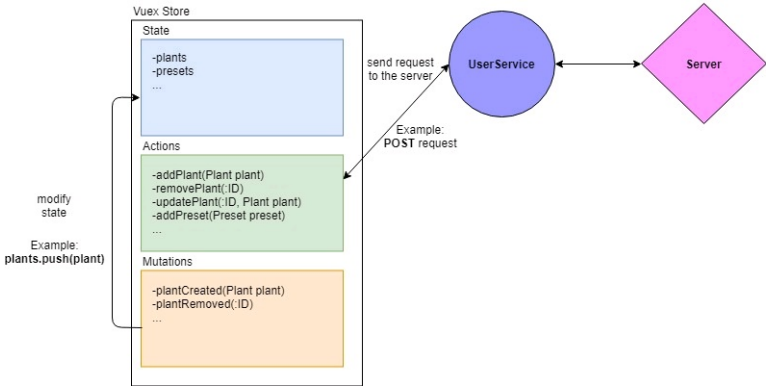 Vuex Store
State
-plants
-presets
...
Actions
-addPlant(Plant plant)
-removePlant(:ID)
-updatePlant(:ID, Plant plant)
-addPreset(Preset preset)
...
Mutations
-plantCreated(Plant plant)
-plantRemoved(:ID)
...
modify
state
Example:
plants.push(plant)
send request
to the server
Example:
POST request
UserService
Server